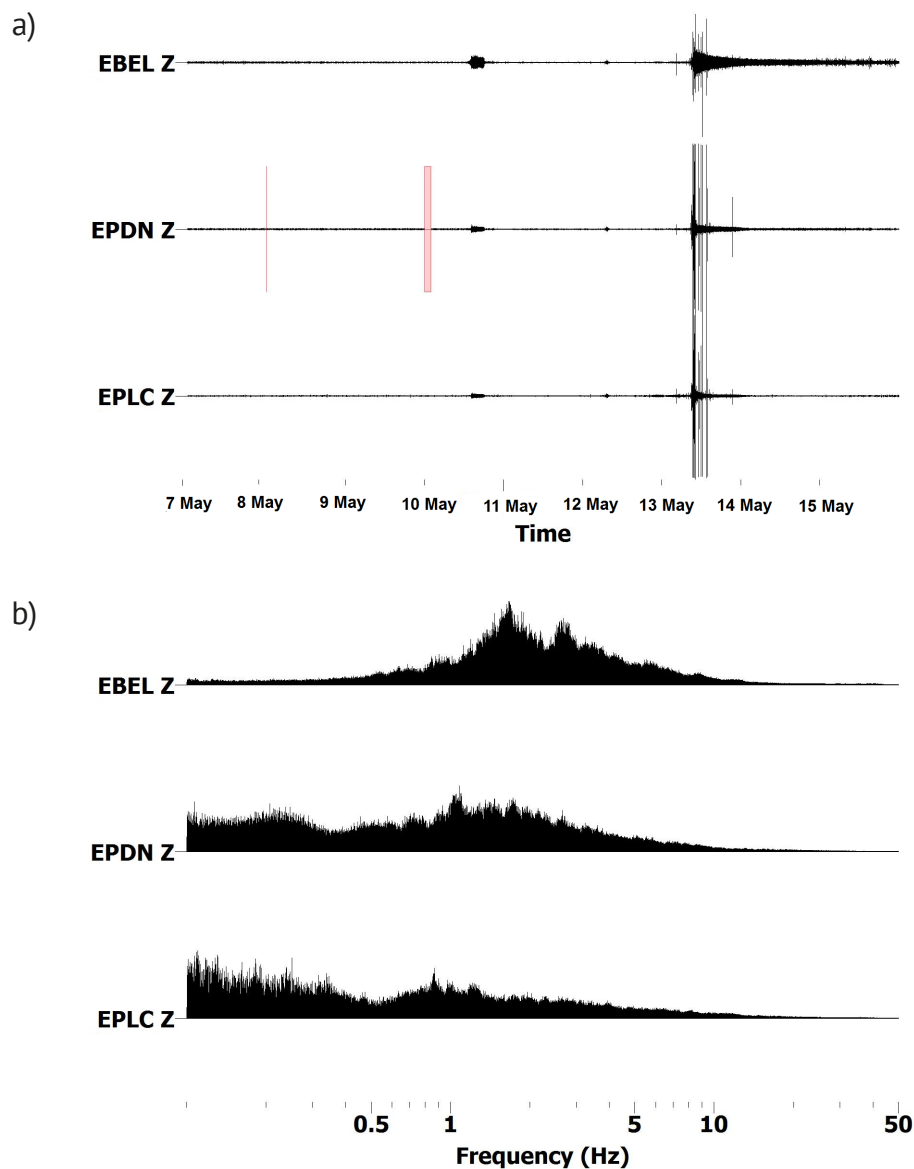 a)
EBEL Z
EPDN Z
EPLC Z
7 May 8 May 9 May 10 May 11 May 12 May 13 May 14 May 15 May
Time
b)
EBEL Z
EPDN Z
EPLC Z
0.5 1 5 10 50
Frequency (Hz)